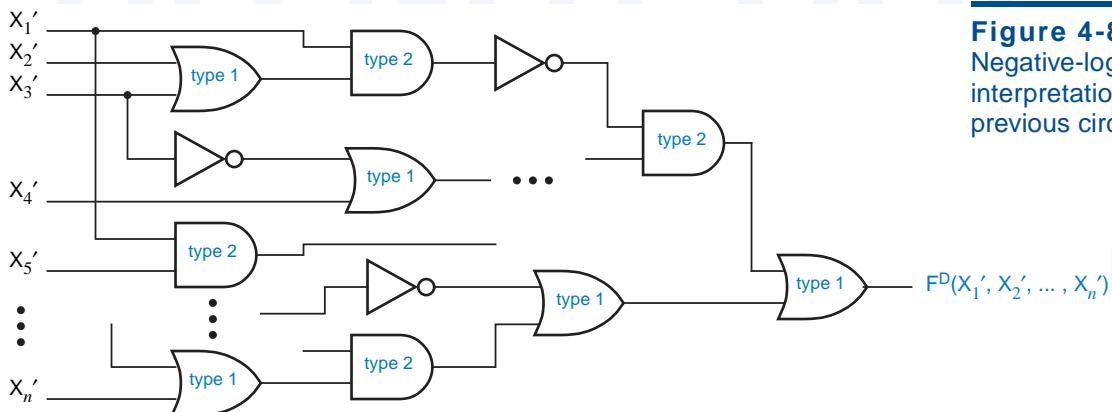 Figure 4-8
Negative-log
interpretatio
previous circ
X1′
X2′
X3′
X4′
X5′
Xn′
type 1
type 2
type 2
type 1
type 2
type 1
type 1
type 1
type 2
F^D(X1′, X2′, ... , Xn′)